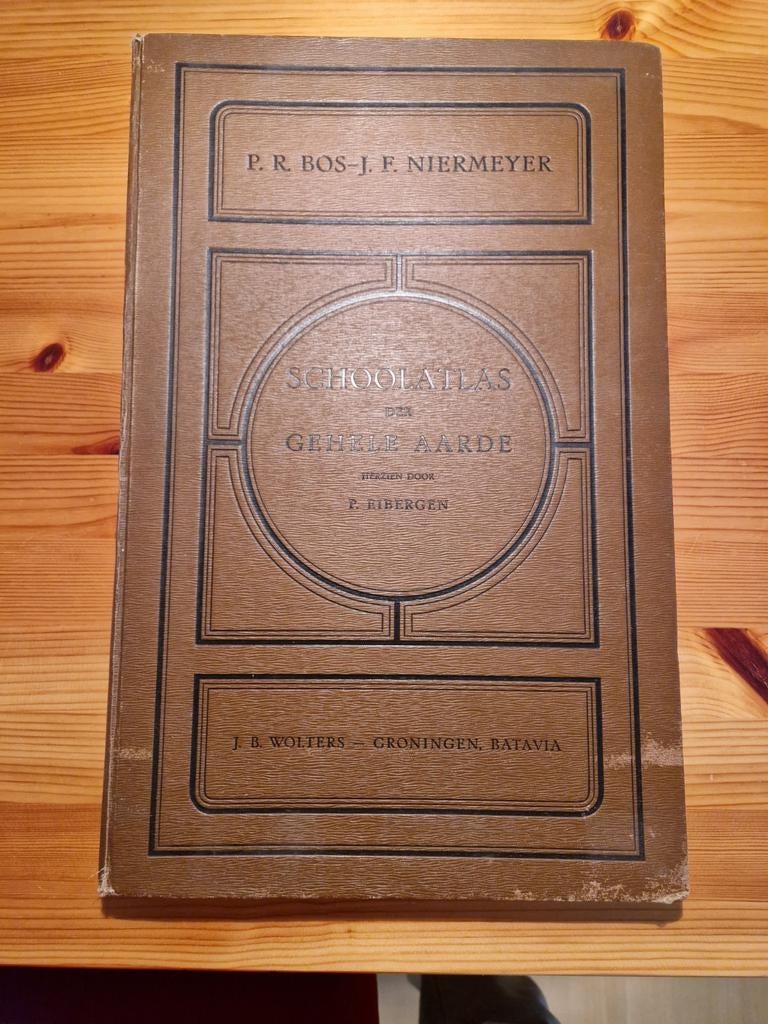 P. R. BOS-J. F. NIERMEYER
SCHOOLATLAS
DER
GEHELE AARDE
HERZIEN DOOR
P. EIBERGEN
J. B. WOLTERS — GRONINGEN, BATAVIA